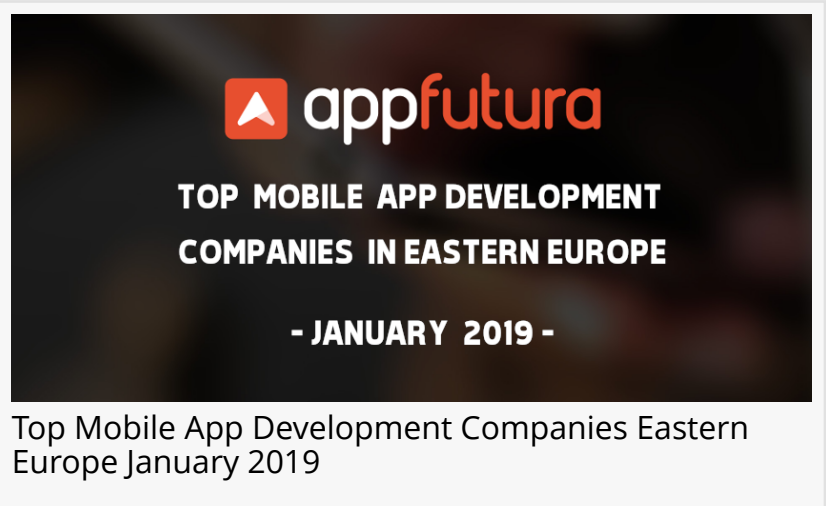 appfutura
TOP MOBILE APP DEVELOPMENT
COMPANIES IN EASTERN EUROPE
- JANUARY 2019 -
Top Mobile App Development Companies Eastern
Europe January 2019